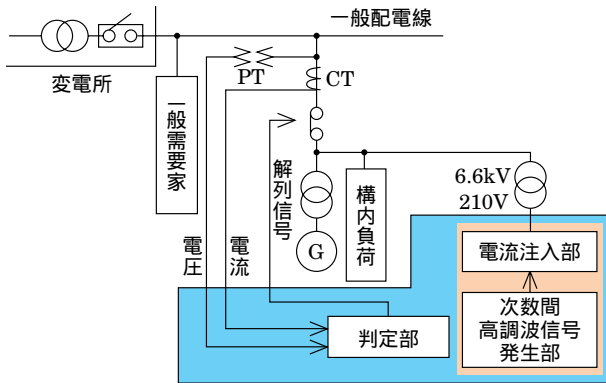 一般配電線
変電所
PT
CT
一般需要家
解列信号
構内負荷
6.6kV
210V
G
電圧
電流
電流注入部
次数間
高調波信号
発生部
判定部